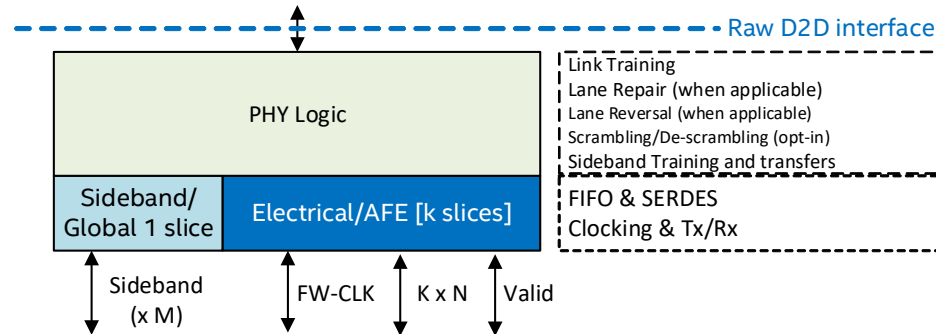 Raw D2D interface
PHY Logic
Link Training
Lane Repair (when applicable)
Lane Reversal (when applicable)
Scrambling/De-scrambling (opt-in)
Sideband Training and transfers
Sideband/
Global 1 slice
Electrical/AFE [k slices]
FIFO & SERDES
Clocking & Tx/Rx
Sideband
(x M)
FW-CLK
K x N
Valid